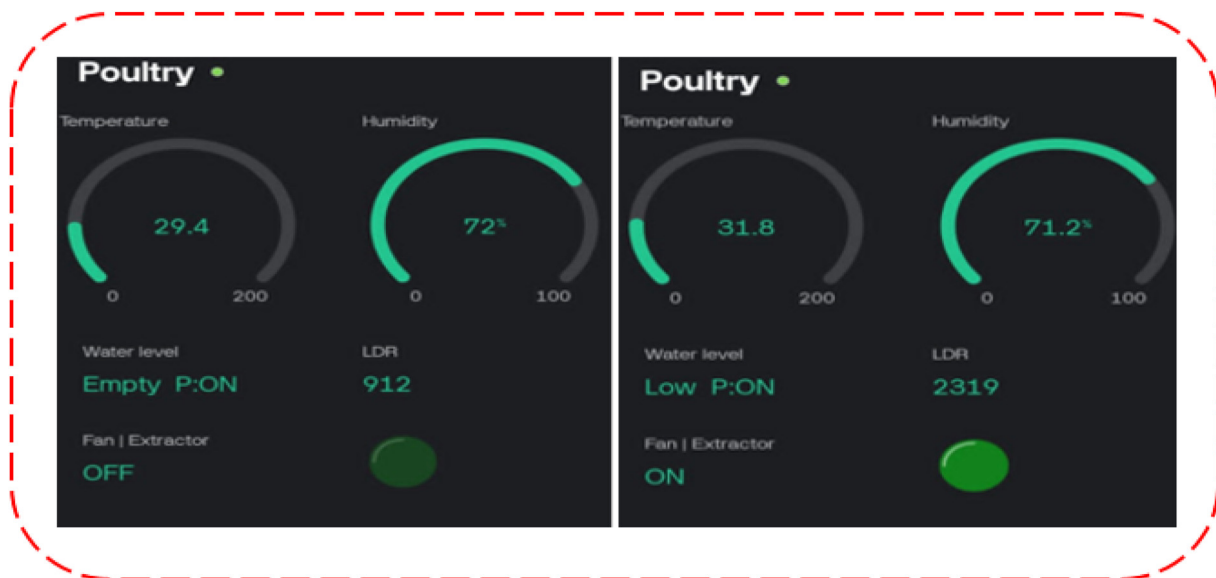 Poultry
Temperature Humidity
29.4 72%
0 200 0 100
Water level LDR
Empty P:ON 912
Fan | Extractor
OFF
Poultry
Temperature Humidity
31.8 71.2%
0 200 0 100
Water level LDR
Low P:ON 2319
Fan | Extractor
ON